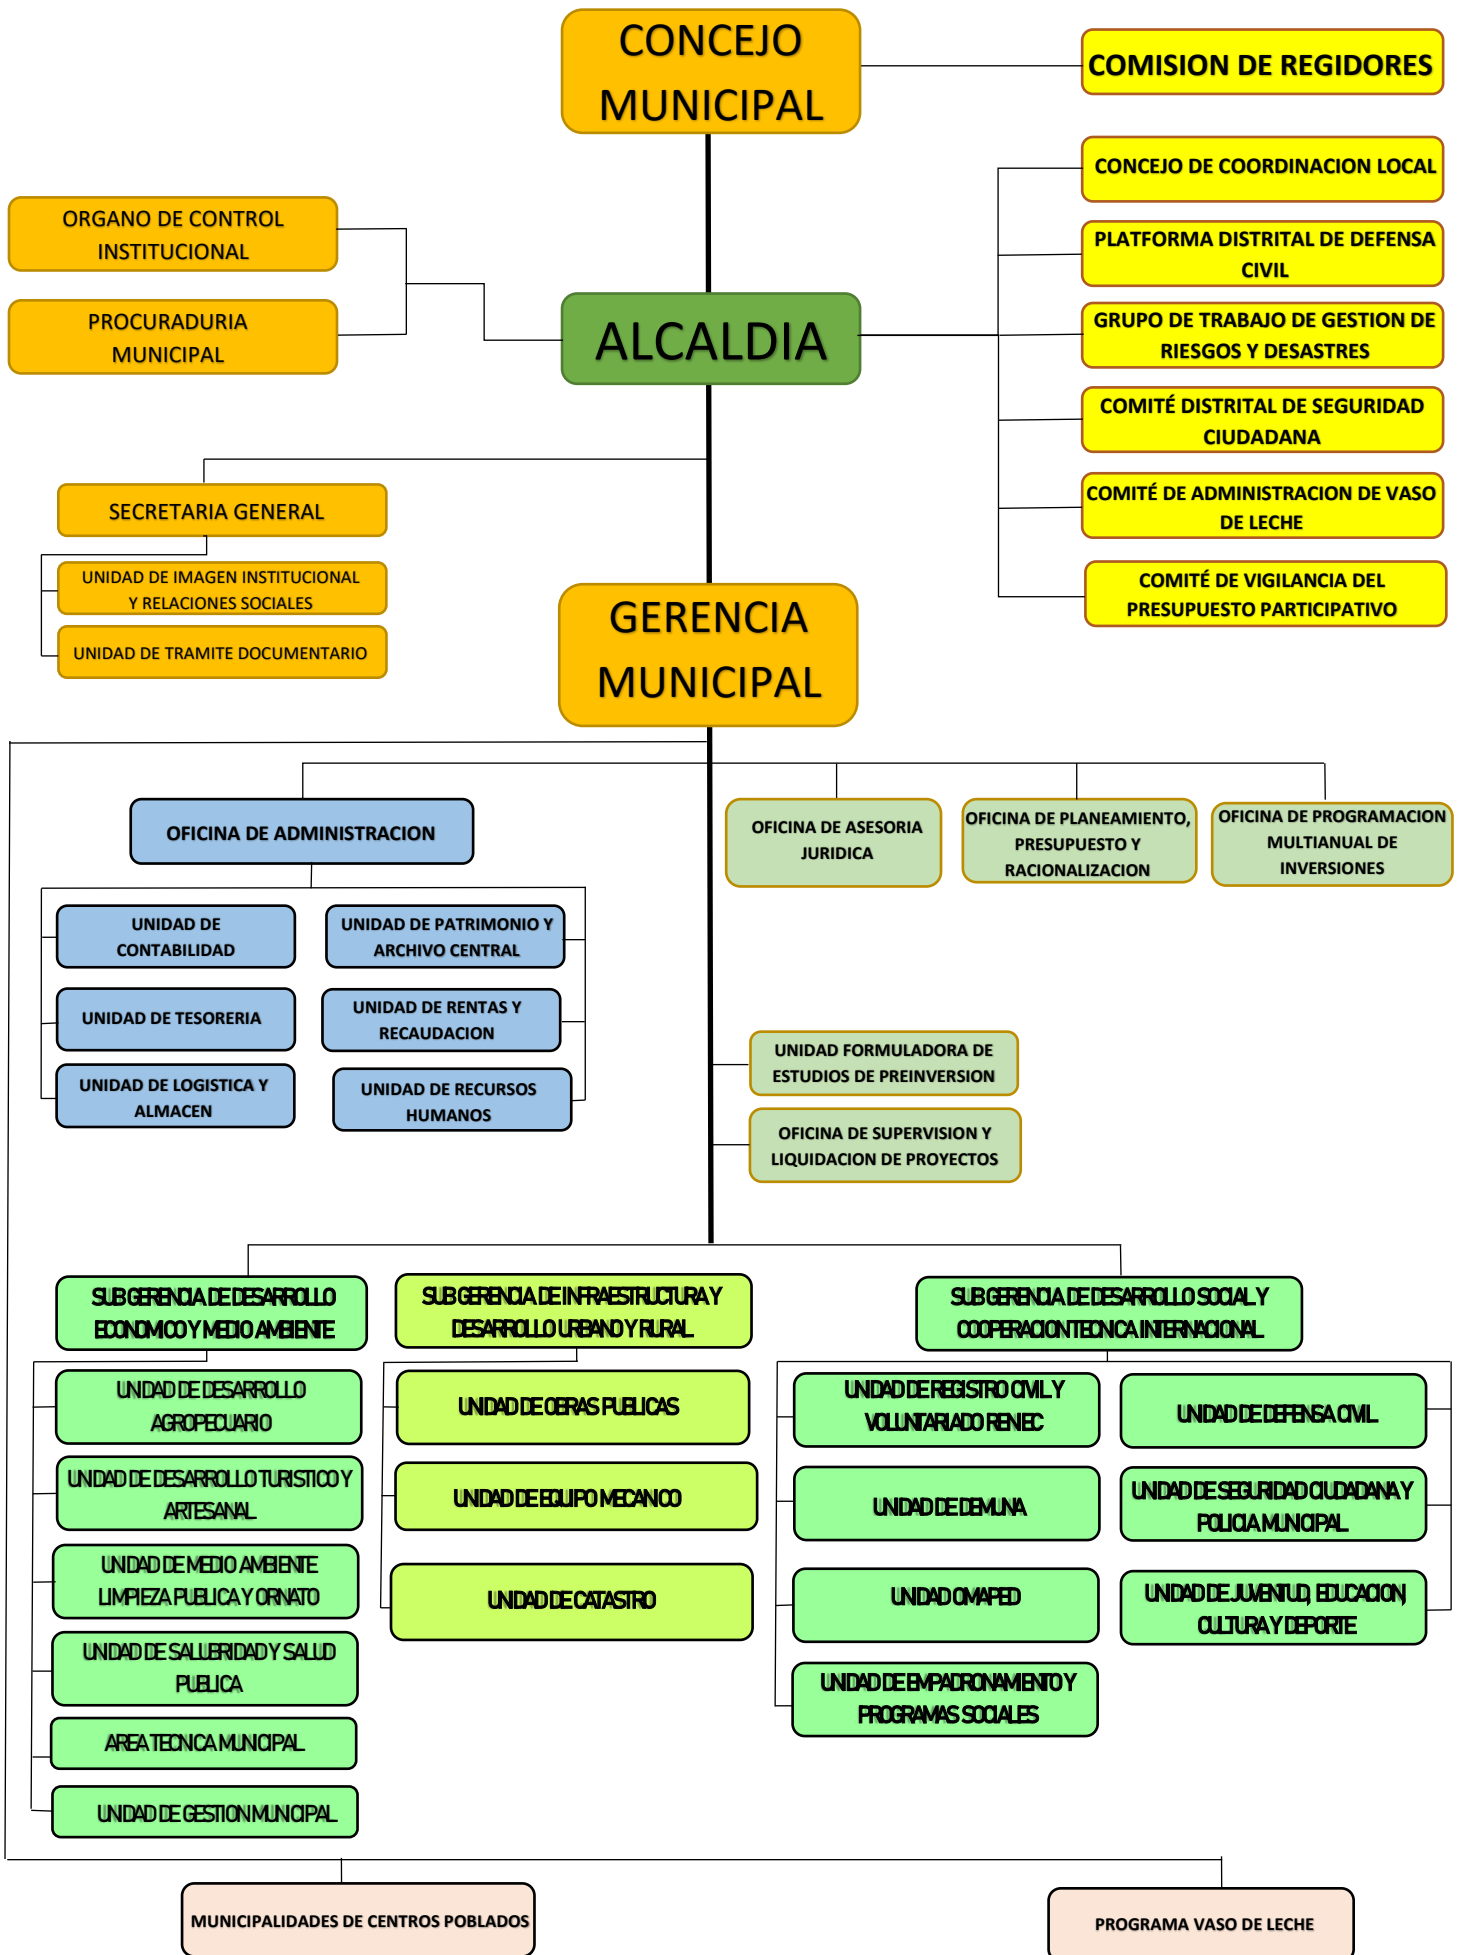 CONCEJO
MUNICIPAL
COMISION DE REGIDORES
CONCEJO DE COORDINACION LOCAL
ORGANO DE CONTROL
INSTITUCIONAL
PLATFORMA DISTRITAL DE DEFENSA
CIVIL
PROCURADURIA
MUNICIPAL
ALCALDIA
GRUPO DE TRABAJO DE GESTION DE
RIESGOS Y DESASTRES
COMITÉ DISTRITAL DE SEGURIDAD
CIUDADANA
SECRETARIA GENERAL
COMITÉ DE ADMINISTRACION DE VASO
DE LECHE
UNIDAD DE IMAGEN INSTITUCIONAL
Y RELACIONES SOCIALES
COMITÉ DE VIGILANCIA DEL
PRESUPUESTO PARTICIPATIVO
UNIDAD DE TRAMITE DOCUMENTARIO
GERENCIA
MUNICIPAL
OFICINA DE ADMINISTRACION
OFICINA DE ASESORIA
JURIDICA
OFICINA DE PLANEAMIENTO,
PRESUPUESTO Y
RACIONALIZACION
OFICINA DE PROGRAMACION
MULTIANUAL DE
INVERSIONES
UNIDAD DE
CONTABILIDAD
UNIDAD DE PATRIMONIO Y
ARCHIVO CENTRAL
UNIDAD DE TESORERIA
UNIDAD DE RENTAS Y
RECAUDACION
UNIDAD DE LOGISTICA Y
ALMACEN
UNIDAD DE RECURSOS
HUMANOS
UNIDAD FORMULADORA DE
ESTUDIOS DE PREINVERSION
OFICINA DE SUPERVISION Y
LIQUIDACION DE PROYECTOS
SUB GERENCIA DE DESARROLLO
ECONOMICO Y MEDIO AMBIENTE
SUB GERENCIA DE INFRAESTRUCTURA Y
DESARROLLO URBANO Y RURAL
SUB GERENCIA DE DESARROLLO SOCIAL Y
COOPERACION TECNICA INTERNACIONAL
UNIDAD DE DESARROLLO
AGROPECUARIO
UNIDAD DE DESARROLLO TURISTICO Y
ARTESANAL
UNIDAD DE MEDIO AMBIENTE
LIMPIEZA PUBLICA Y ORNATO
UNIDAD DE SALUBRIDAD Y SALUD
PUBLICA
AREA TECNICA MUNICIPAL
UNIDAD DE GESTION MUNICIPAL
UNIDAD DE OBRAS PUBLICAS
UNIDAD DE EQUIPO MECANICO
UNIDAD DE CATASTRO
UNIDAD DE REGISTRO CIVIL Y
VOLUNTARIADO RENIEC
UNIDAD DE DEMUNA
UNIDAD OMAPED
UNIDAD DE EMPADRONAMIENTO Y
PROGRAMAS SOCIALES
UNIDAD DE DEFENSA CIVIL
UNIDAD DE SEGURIDAD CIUDADANA Y
POLICIA MUNICIPAL
UNIDAD DE JUVENTUD, EDUCACION,
CULTURA Y DEPORTE
MUNICIPALIDADES DE CENTROS POBLADOS
PROGRAMA VASO DE LECHE